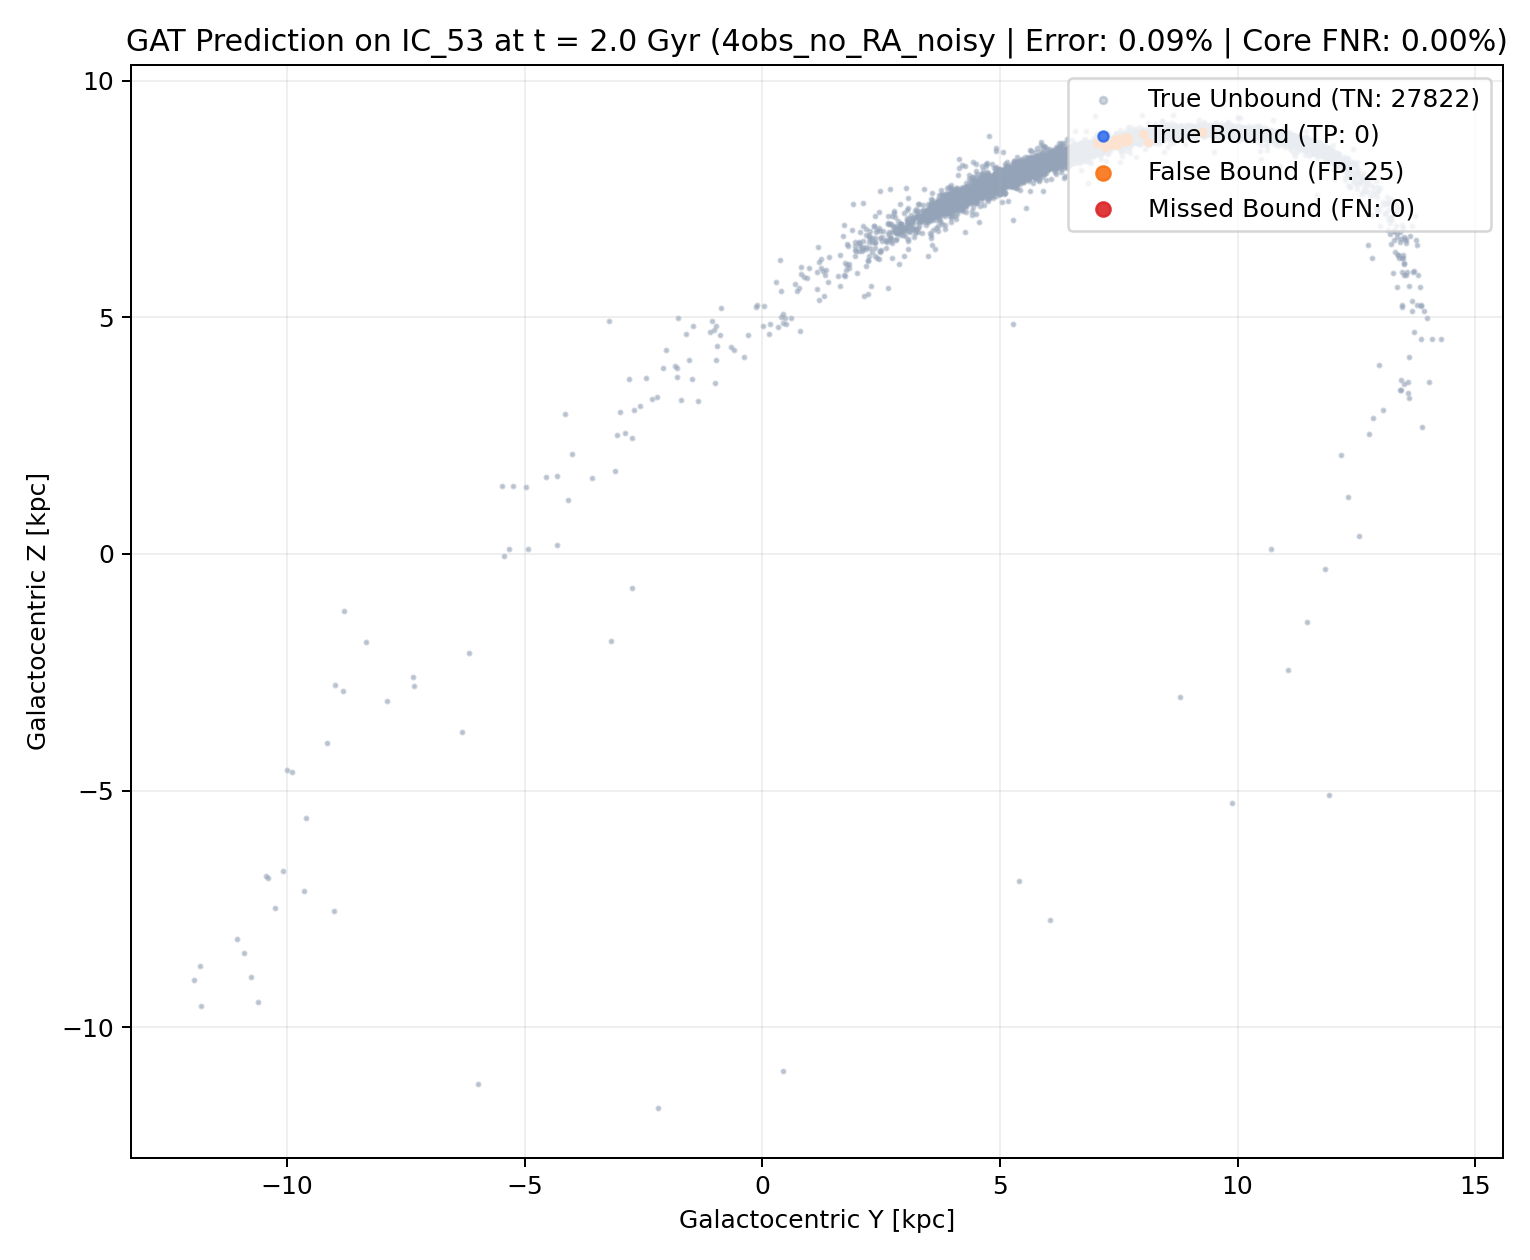 GAT Prediction on IC_53 at t = 2.0 Gyr (4obs_no_RA_noisy | Error: 0.09% | Core FNR: 0.00%)
True Unbound (TN: 27822)
True Bound (TP: 0)
False Bound (FP: 25)
Missed Bound (FN: 0)
10
5
0
−5
−10
Galactocentric Z [kpc]
−10
−5
0
5
10
15
Galactocentric Y [kpc]